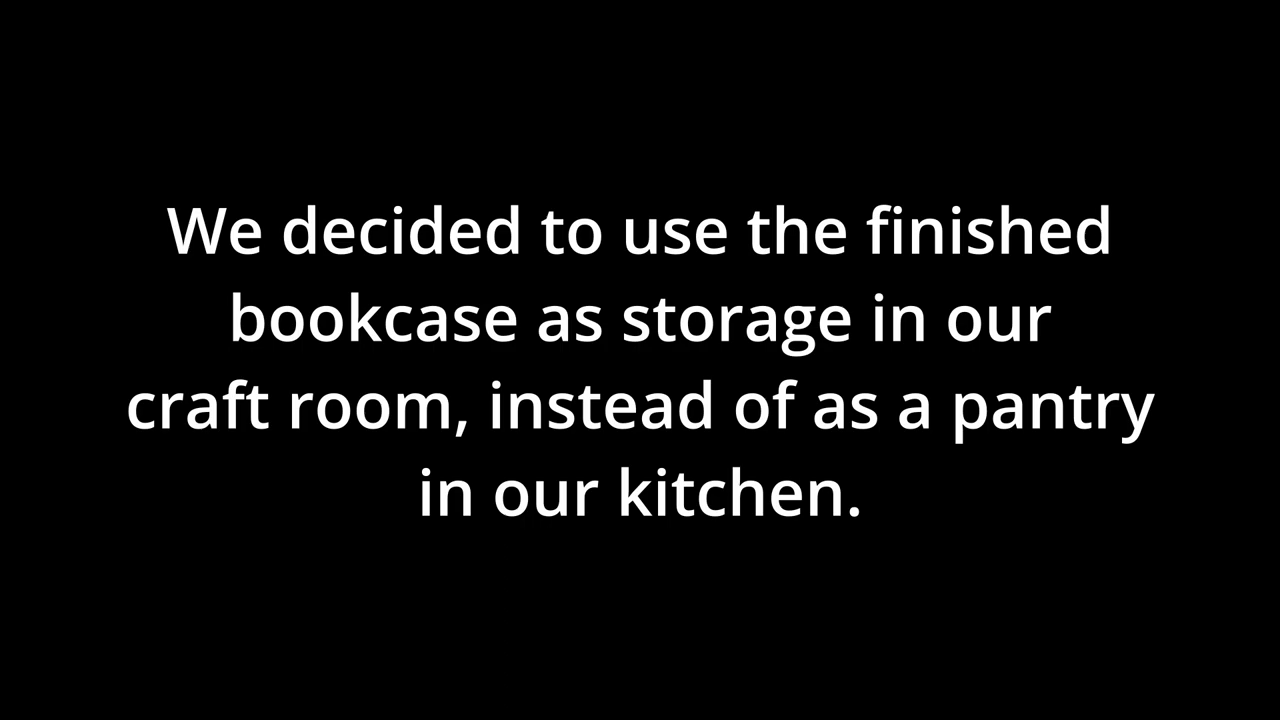 We decided to use the finished
bookcase as storage in our
craft room, instead of as a pantry
in our kitchen.